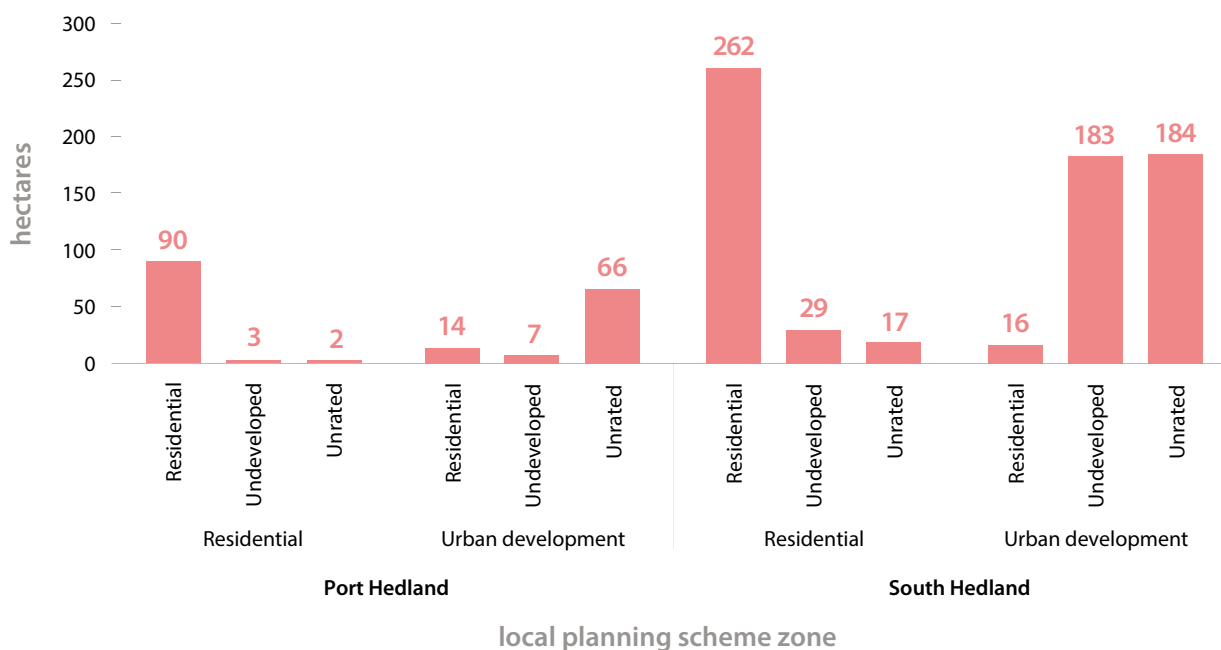 300
250
200
150
100
50
0
hectares
90
3
2
14
7
66
262
29
17
16
183
184
Residential
Undeveloped
Unrated
Residential
Undeveloped
Unrated
Residential
Undeveloped
Unrated
Residential
Undeveloped
Unrated
Residential
Urban development
Residential
Urban development
Port Hedland
South Hedland
local planning scheme zone